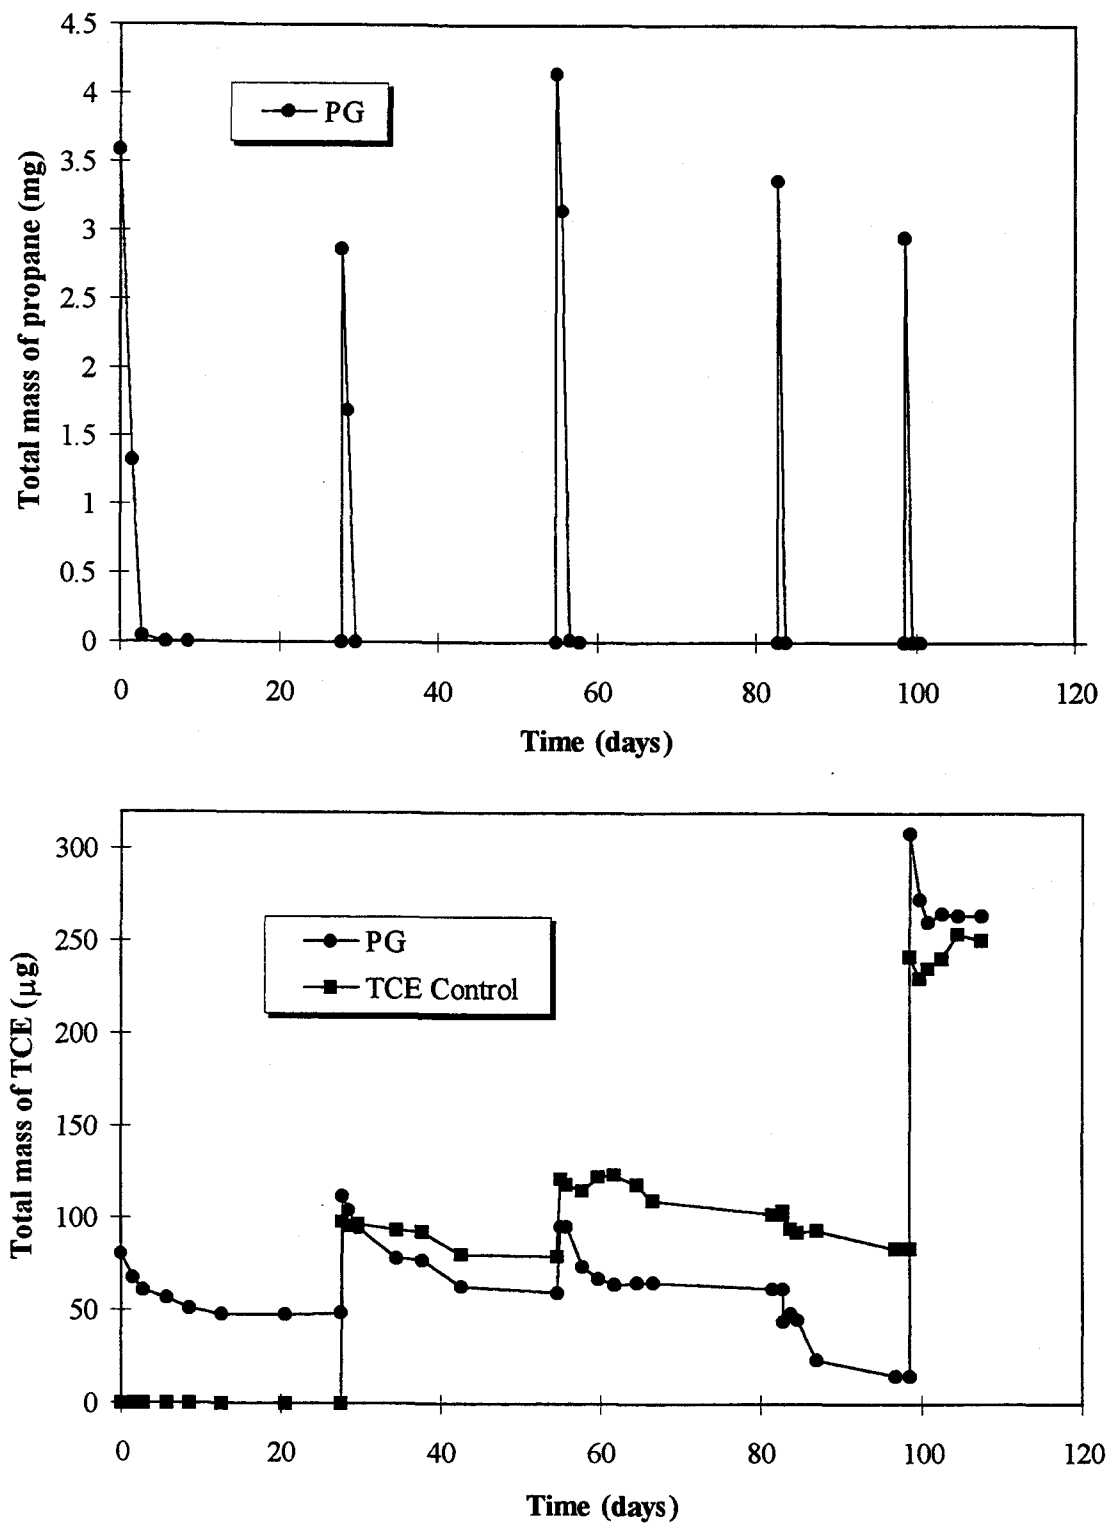 4.5
4
3.5
3
2.5
2
1.5
1
0.5
0
Total mass of propane (mg)
PG
0 20 40 60 80 100 120
Time (days)
300
250
200
150
100
50
0
Total mass of TCE (µg)
PG
TCE Control
0 20 40 60 80 100 120
Time (days)